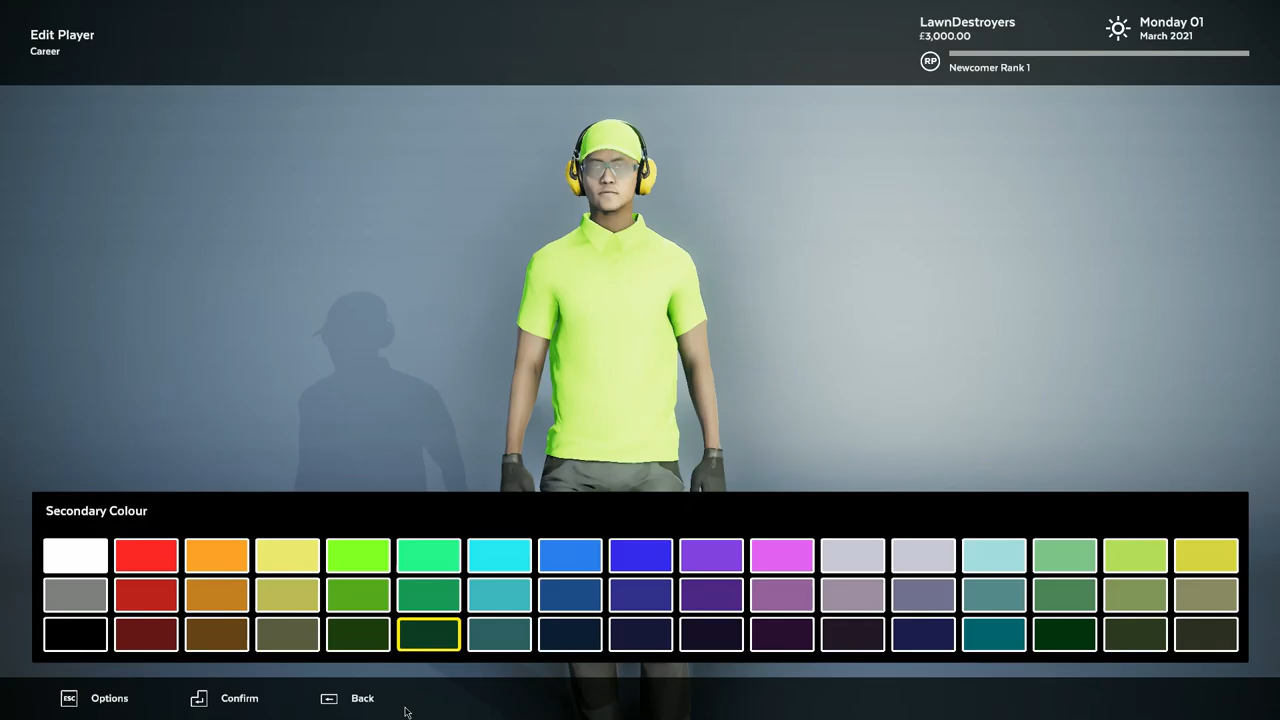 Edit Player
Career
LawnDestroyers
£3,000.00
Monday 01
March 2021
RP
Newcomer Rank 1
Secondary Colour
ESC Options
Confirm
Back